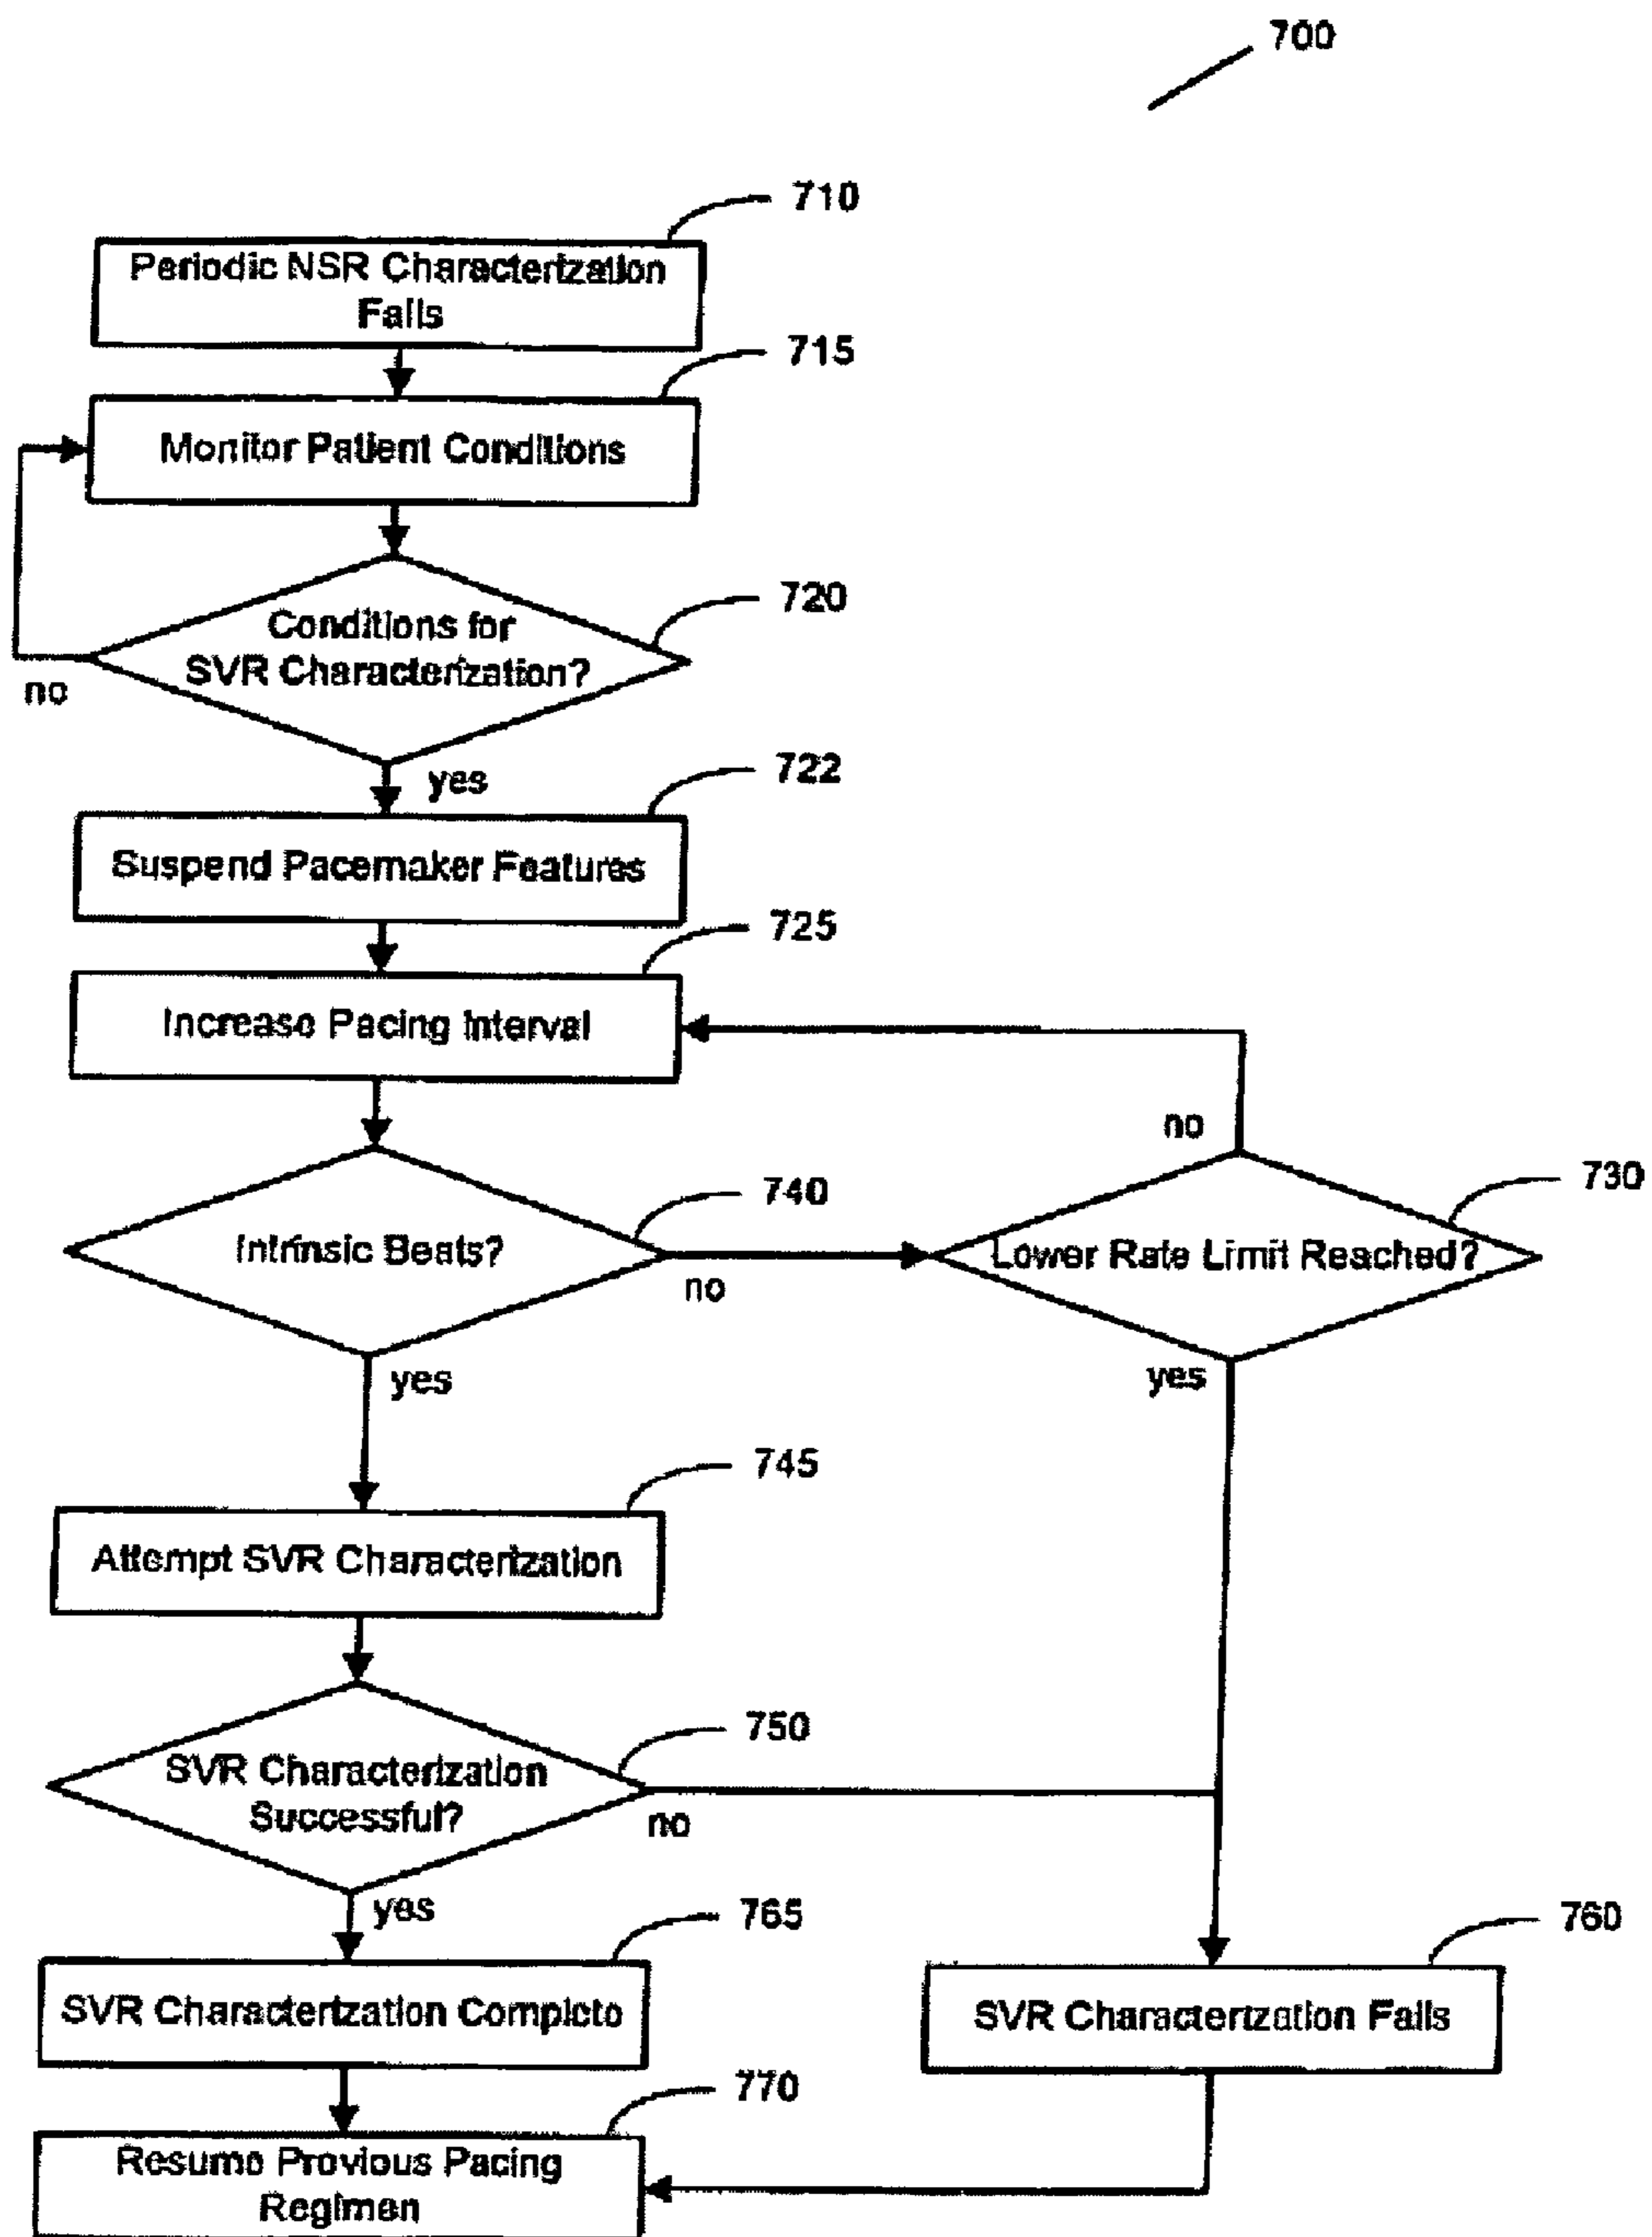 700
710
Periodic NSR Characterization
Fails
715
Monitor Patient Conditions
720
Conditions for
SVR Characterization?
no
yes
722
Suspend Pacemaker Features
725
Increase Pacing Interval
no
740
730
Intrinsic Beats?
Lower Rate Limit Reached?
no
yes
yes
745
Attempt SVR Characterization
750
SVR Characterization
Successful?
no
yes
765
760
SVR Characterization Complete
SVR Characterization Fails
770
Resume Previous Pacing
Regimen